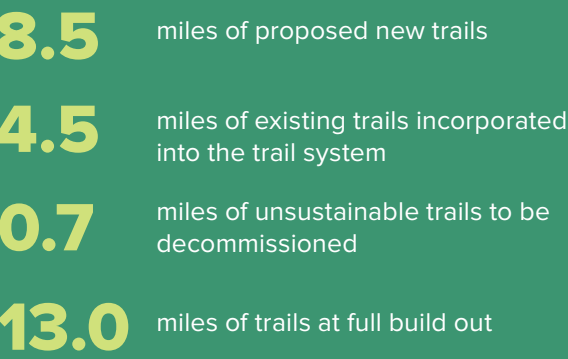 8.5 miles of proposed new trails
4.5 miles of existing trails incorporated
into the trail system
0.7 miles of unsustainable trails to be
decommissioned
13.0 miles of trails at full build out